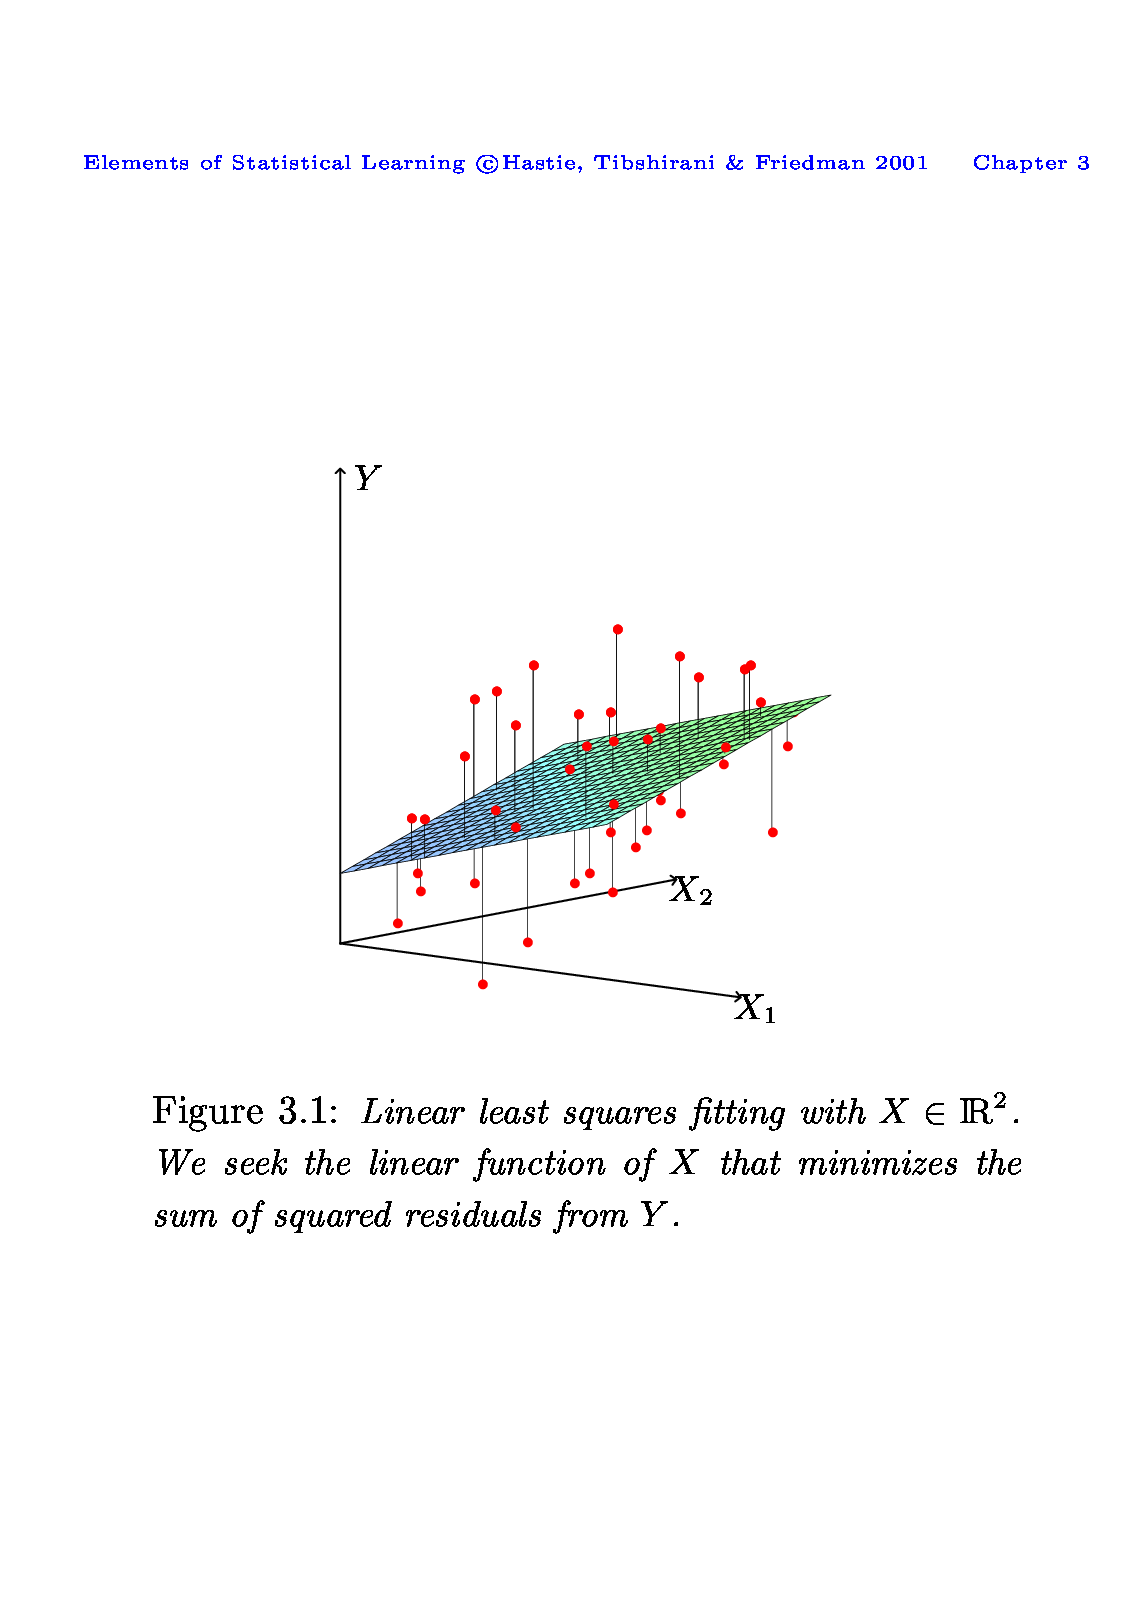 Elements of Statistical Learning ©Hastie, Tibshirani & Friedman 2001 Chapter 3
Y
X₂
X₁
Figure 3.1: Linear least squares fitting with X ∈ ℝ².
We seek the linear function of X that minimizes the
sum of squared residuals from Y.